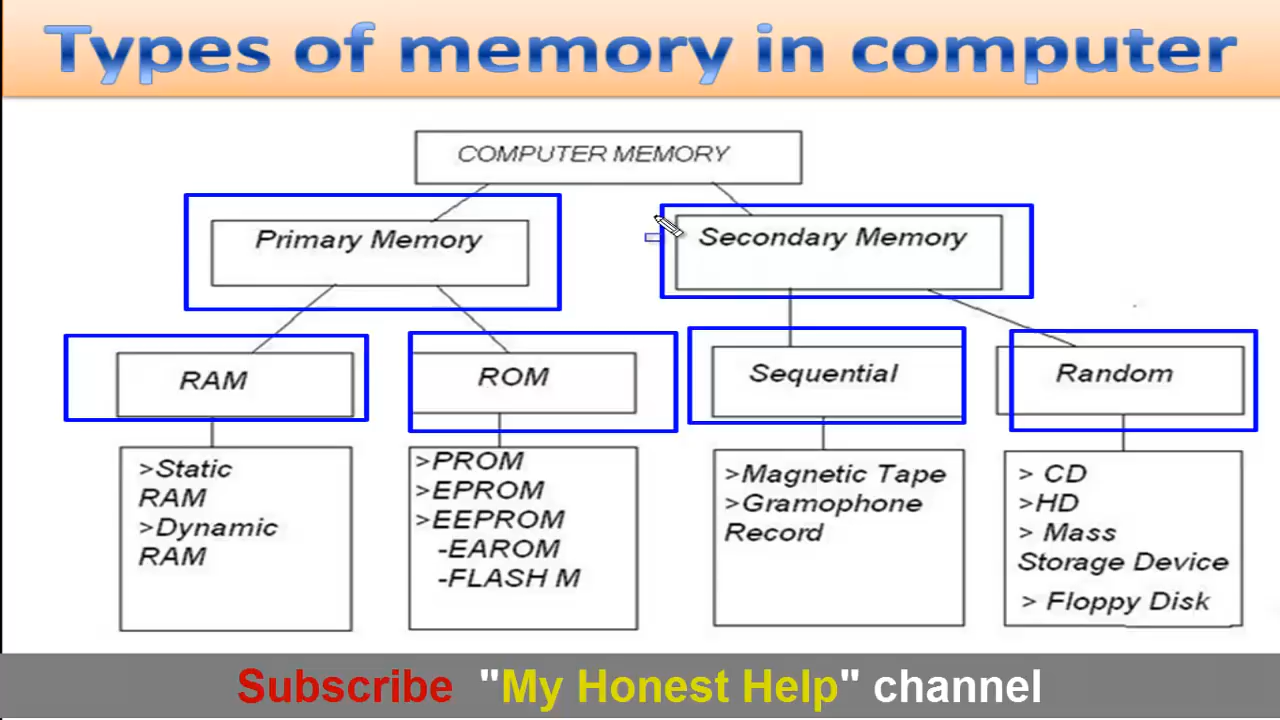 Types of memory in computer
COMPUTER MEMORY
Primary Memory
Secondary Memory
RAM
ROM
Sequential
Random
>Static
RAM
>Dynamic
RAM
>PROM
>EPROM
>EEPROM
-EAROM
-FLASH M
>Magnetic Tape
>Gramophone
Record
> CD
>HD
> Mass
Storage Device
> Floppy Disk
Subscribe "My Honest Help" channel